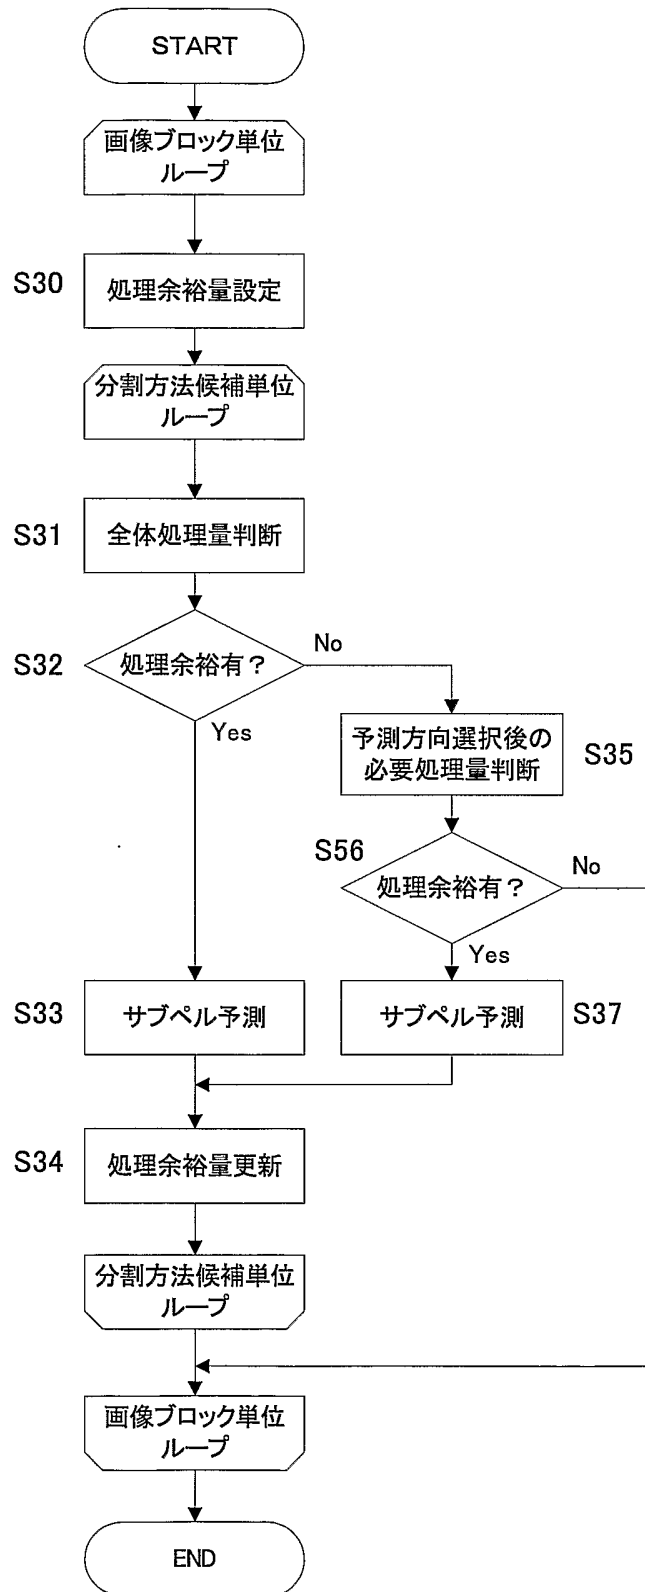 START
画像ブロック単位
ループ
S30
処理余裕量設定
分割方法候補単位
ループ
S31
全体処理量判断
S32
処理余裕有?
No
Yes
予測方向選択後の
必要処理量判断
S35
S56
処理余裕有?
No
Yes
S33
サブペル予測
サブペル予測
S37
S34
処理余裕量更新
分割方法候補単位
ループ
画像ブロック単位
ループ
END